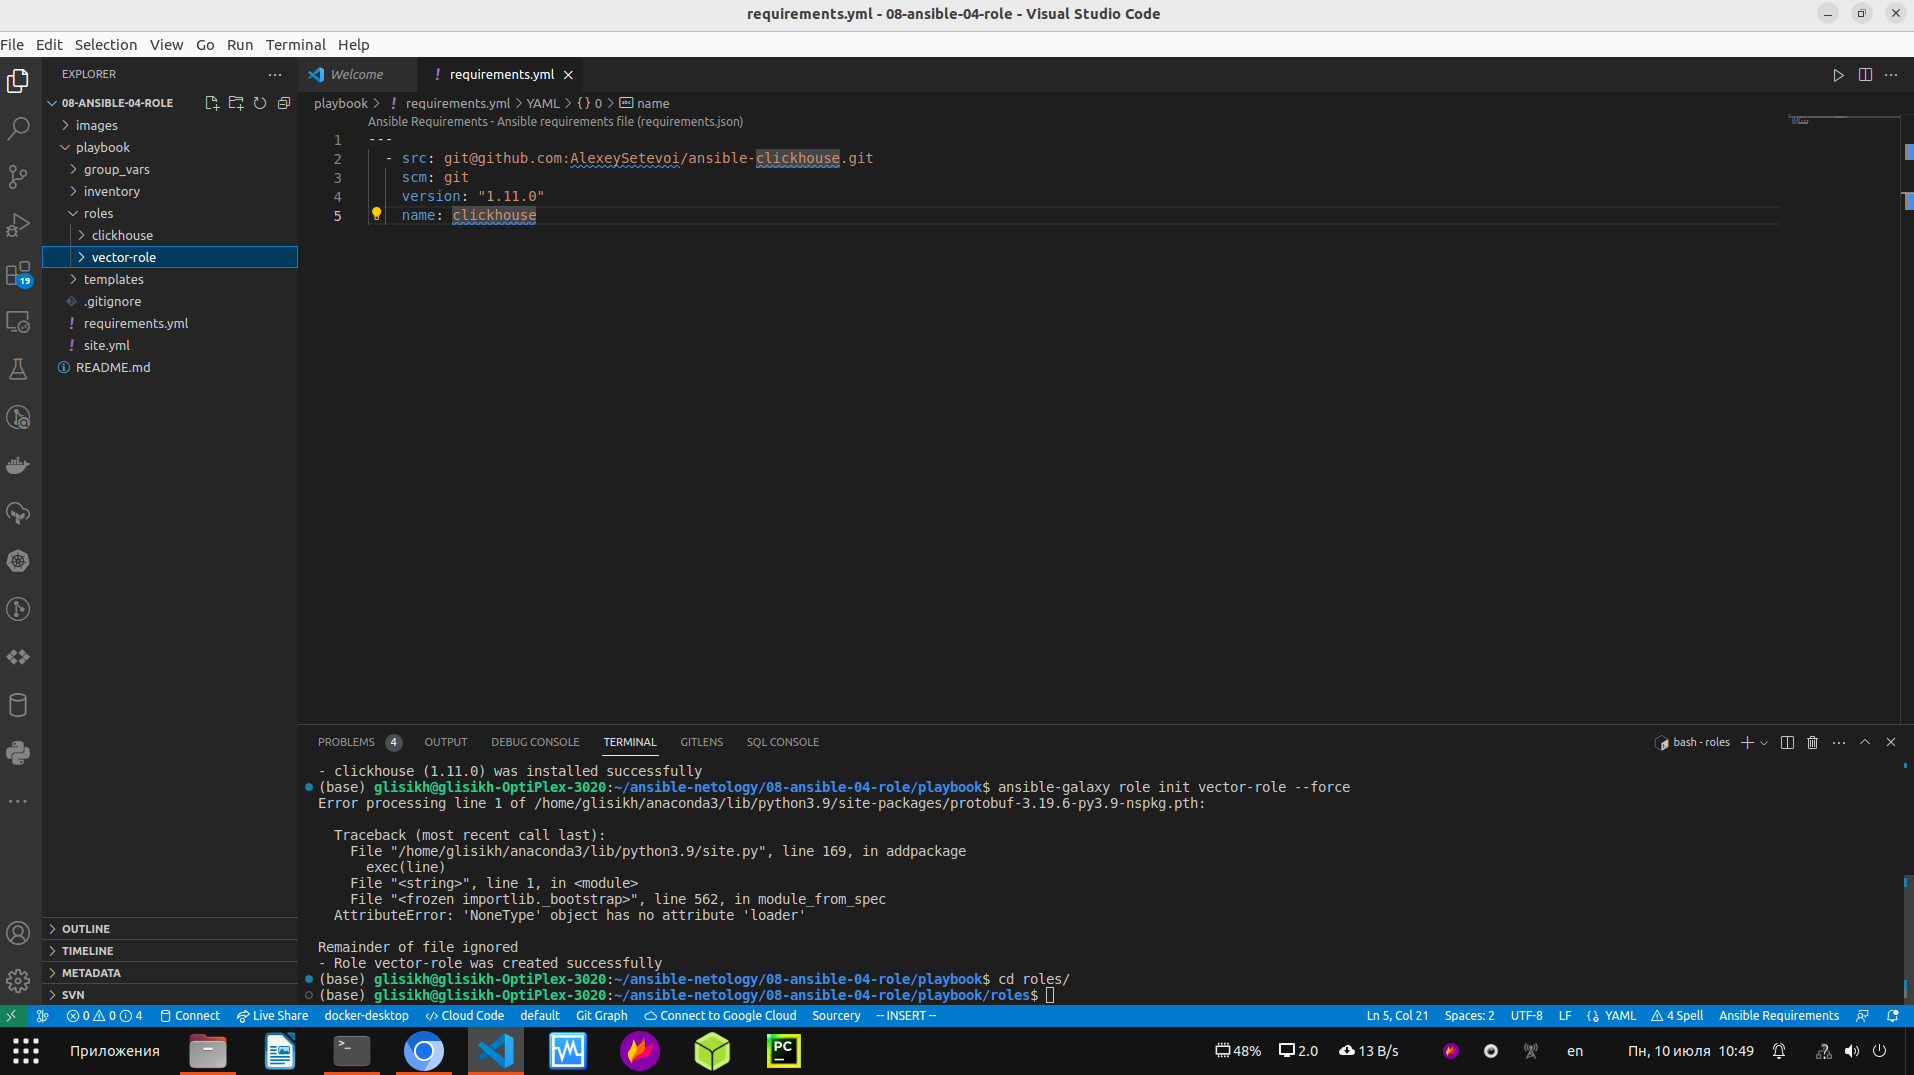 requirements.yml - 08-ansible-04-role - Visual Studio Code
File Edit Selection View Go Run Terminal Help
EXPLORER
08-ANSIBLE-04-ROLE
images
playbook
group_vars
inventory
roles
clickhouse
vector-role
templates
.gitignore
! requirements.yml
! site.yml
README.md
OUTLINE
TIMELINE
METADATA
SVN
19
Welcome
! requirements.yml
playbook > ! requirements.yml > YAML > {} 0 > name
Ansible Requirements - Ansible requirements file (requirements.json)
1 ---
2 - src: git@github.com:AlexeySetevoi/ansible-clickhouse.git
3 scm: git
4 version: "1.11.0"
5 name: clickhouse
PROBLEMS 4 OUTPUT DEBUG CONSOLE TERMINAL GITLENS SQL CONSOLE
bash - roles
- clickhouse (1.11.0) was installed successfully
(base) glisikh@glisikh-OptiPlex-3020:~/ansible-netology/08-ansible-04-role/playbook$ ansible-galaxy role init vector-role --force
Error processing line 1 of /home/glisikh/anaconda3/lib/python3.9/site-packages/protobuf-3.19.6-py3.9-nspkg.pth:
Traceback (most recent call last):
File "/home/glisikh/anaconda3/lib/python3.9/site.py", line 169, in addpackage
exec(line)
File "<string>", line 1, in <module>
File "<frozen importlib._bootstrap>", line 562, in module_from_spec
AttributeError: 'NoneType' object has no attribute 'loader'
Remainder of file ignored
- Role vector-role was created successfully
(base) glisikh@glisikh-OptiPlex-3020:~/ansible-netology/08-ansible-04-role/playbook$ cd roles/
(base) glisikh@glisikh-OptiPlex-3020:~/ansible-netology/08-ansible-04-role/playbook/roles$
0 0 4 Connect Live Share docker-desktop Cloud Code default Git Graph Connect to Google Cloud Sourcery -- INSERT -- Ln 5, Col 21 Spaces: 2 UTF-8 LF YAML 4 Spell Ansible Requirements
Приложения PC 48% 2.0 13 B/s en Пн, 10 июля 10:49